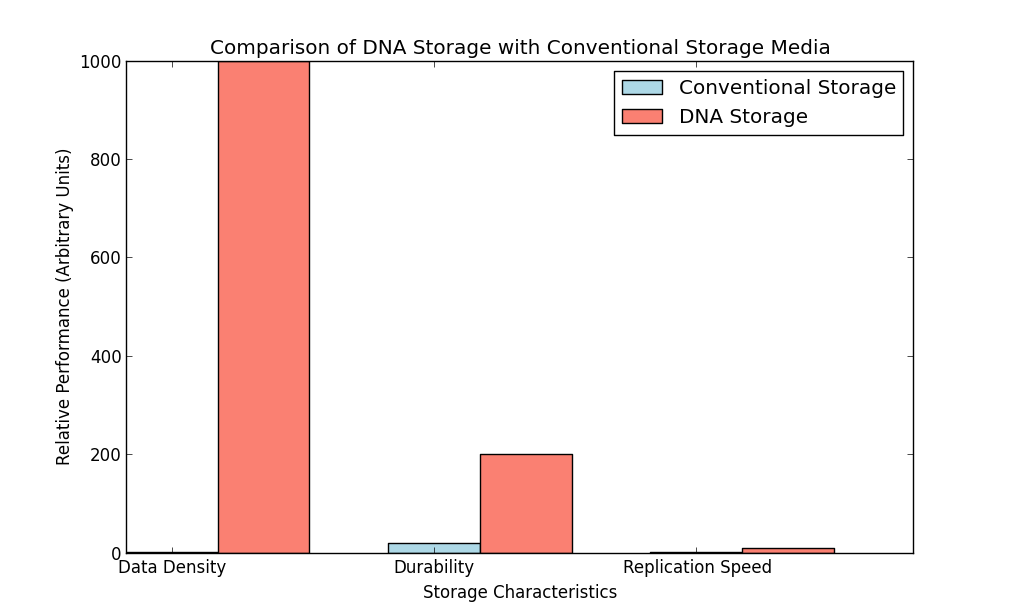 Comparison of DNA Storage with Conventional Storage Media
Relative Performance (Arbitrary Units)
1000
800
600
400
200
0
Conventional Storage
DNA Storage
Data Density
Durability
Replication Speed
Storage Characteristics